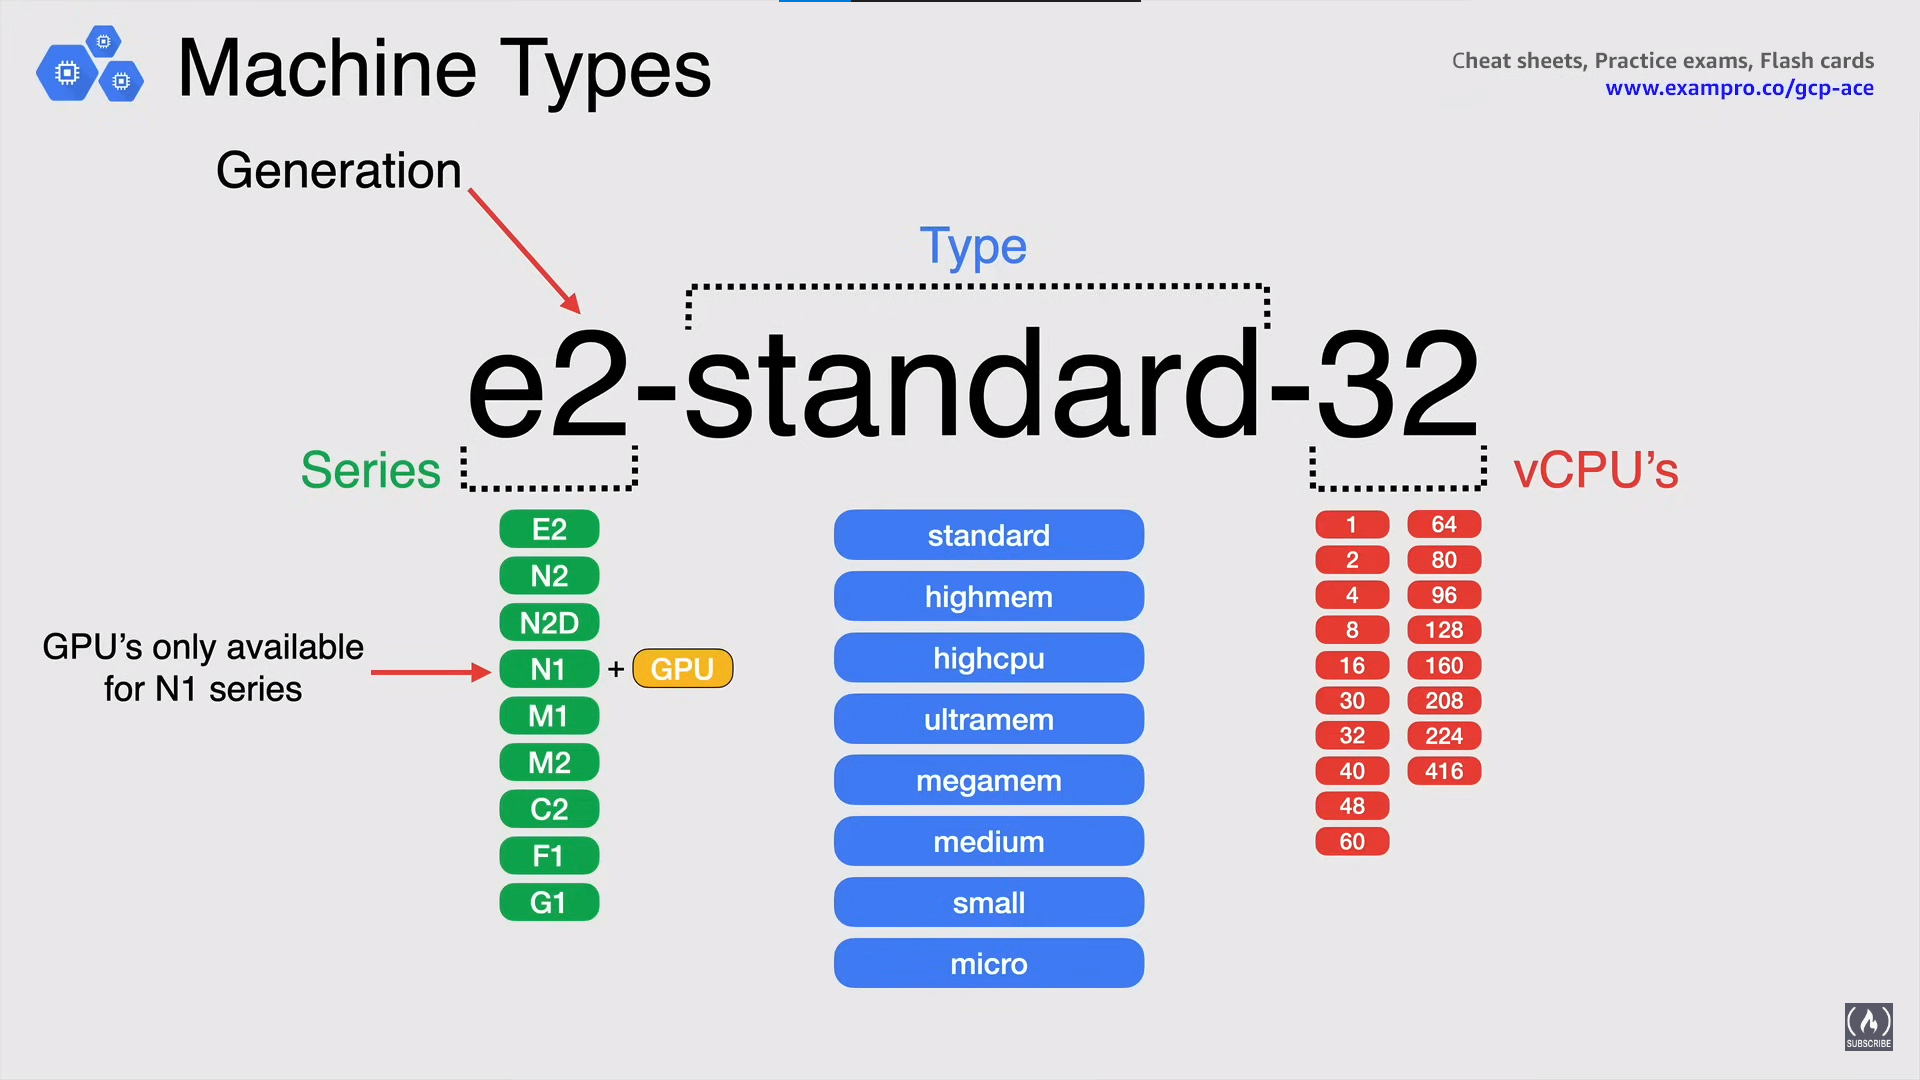 Machine Types
Cheat sheets, Practice exams, Flash cards
www.exampro.co/gcp-ace
Generation
Type
e2-standard-32
Series
vCPU's
E2
N2
N2D
N1
+
GPU
M1
M2
C2
F1
G1
GPU's only available
for N1 series
standard
highmem
highcpu
ultramem
megamem
medium
small
micro
1
2
4
8
16
30
32
40
48
60
64
80
96
128
160
208
224
416
SUBSCRIBE